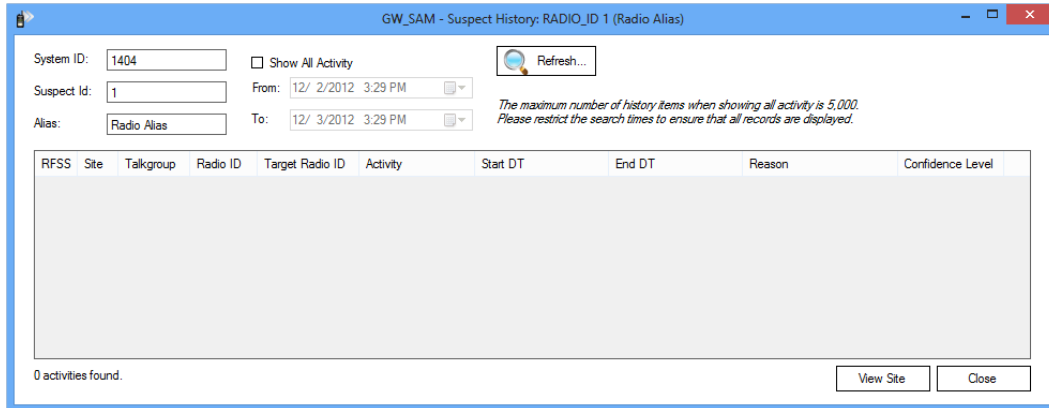 GW_SAM - Suspect History: RADIO_ID 1 (Radio Alias)
System ID: 1404
Show All Activity
Refresh...
Suspect Id: 1
From: 12/ 2/2012 3:29 PM
The maximum number of history items when showing all activity is 5,000.
Please restrict the search times to ensure that all records are displayed.
Alias: Radio Alias
To: 12/ 3/2012 3:29 PM
RFSS Site Talkgroup Radio ID Target Radio ID Activity Start DT End DT Reason Confidence Level
0 activities found.
View Site Close